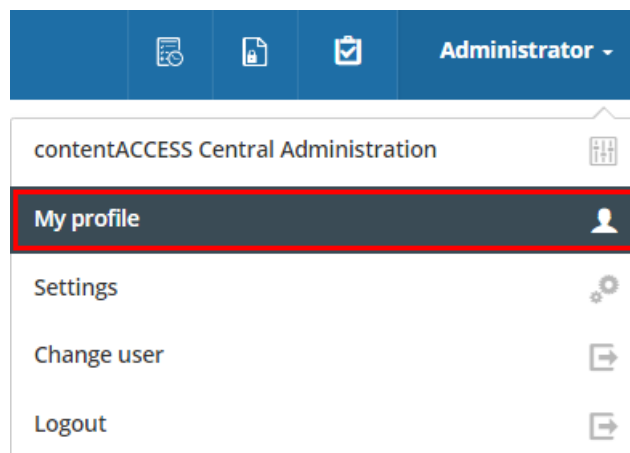 Administrator
contentACCESS Central Administration
My profile
Settings
Change user
Logout